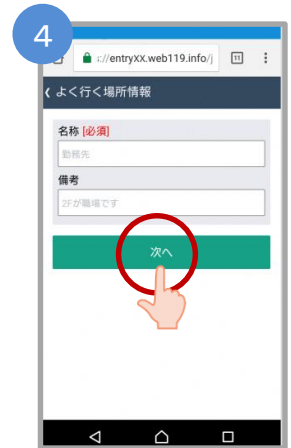 4
://entryXX.web119.info/j
11
よく行く場所情報
名称 [必須]
勤務先
備考
2Fが職場です
次へ